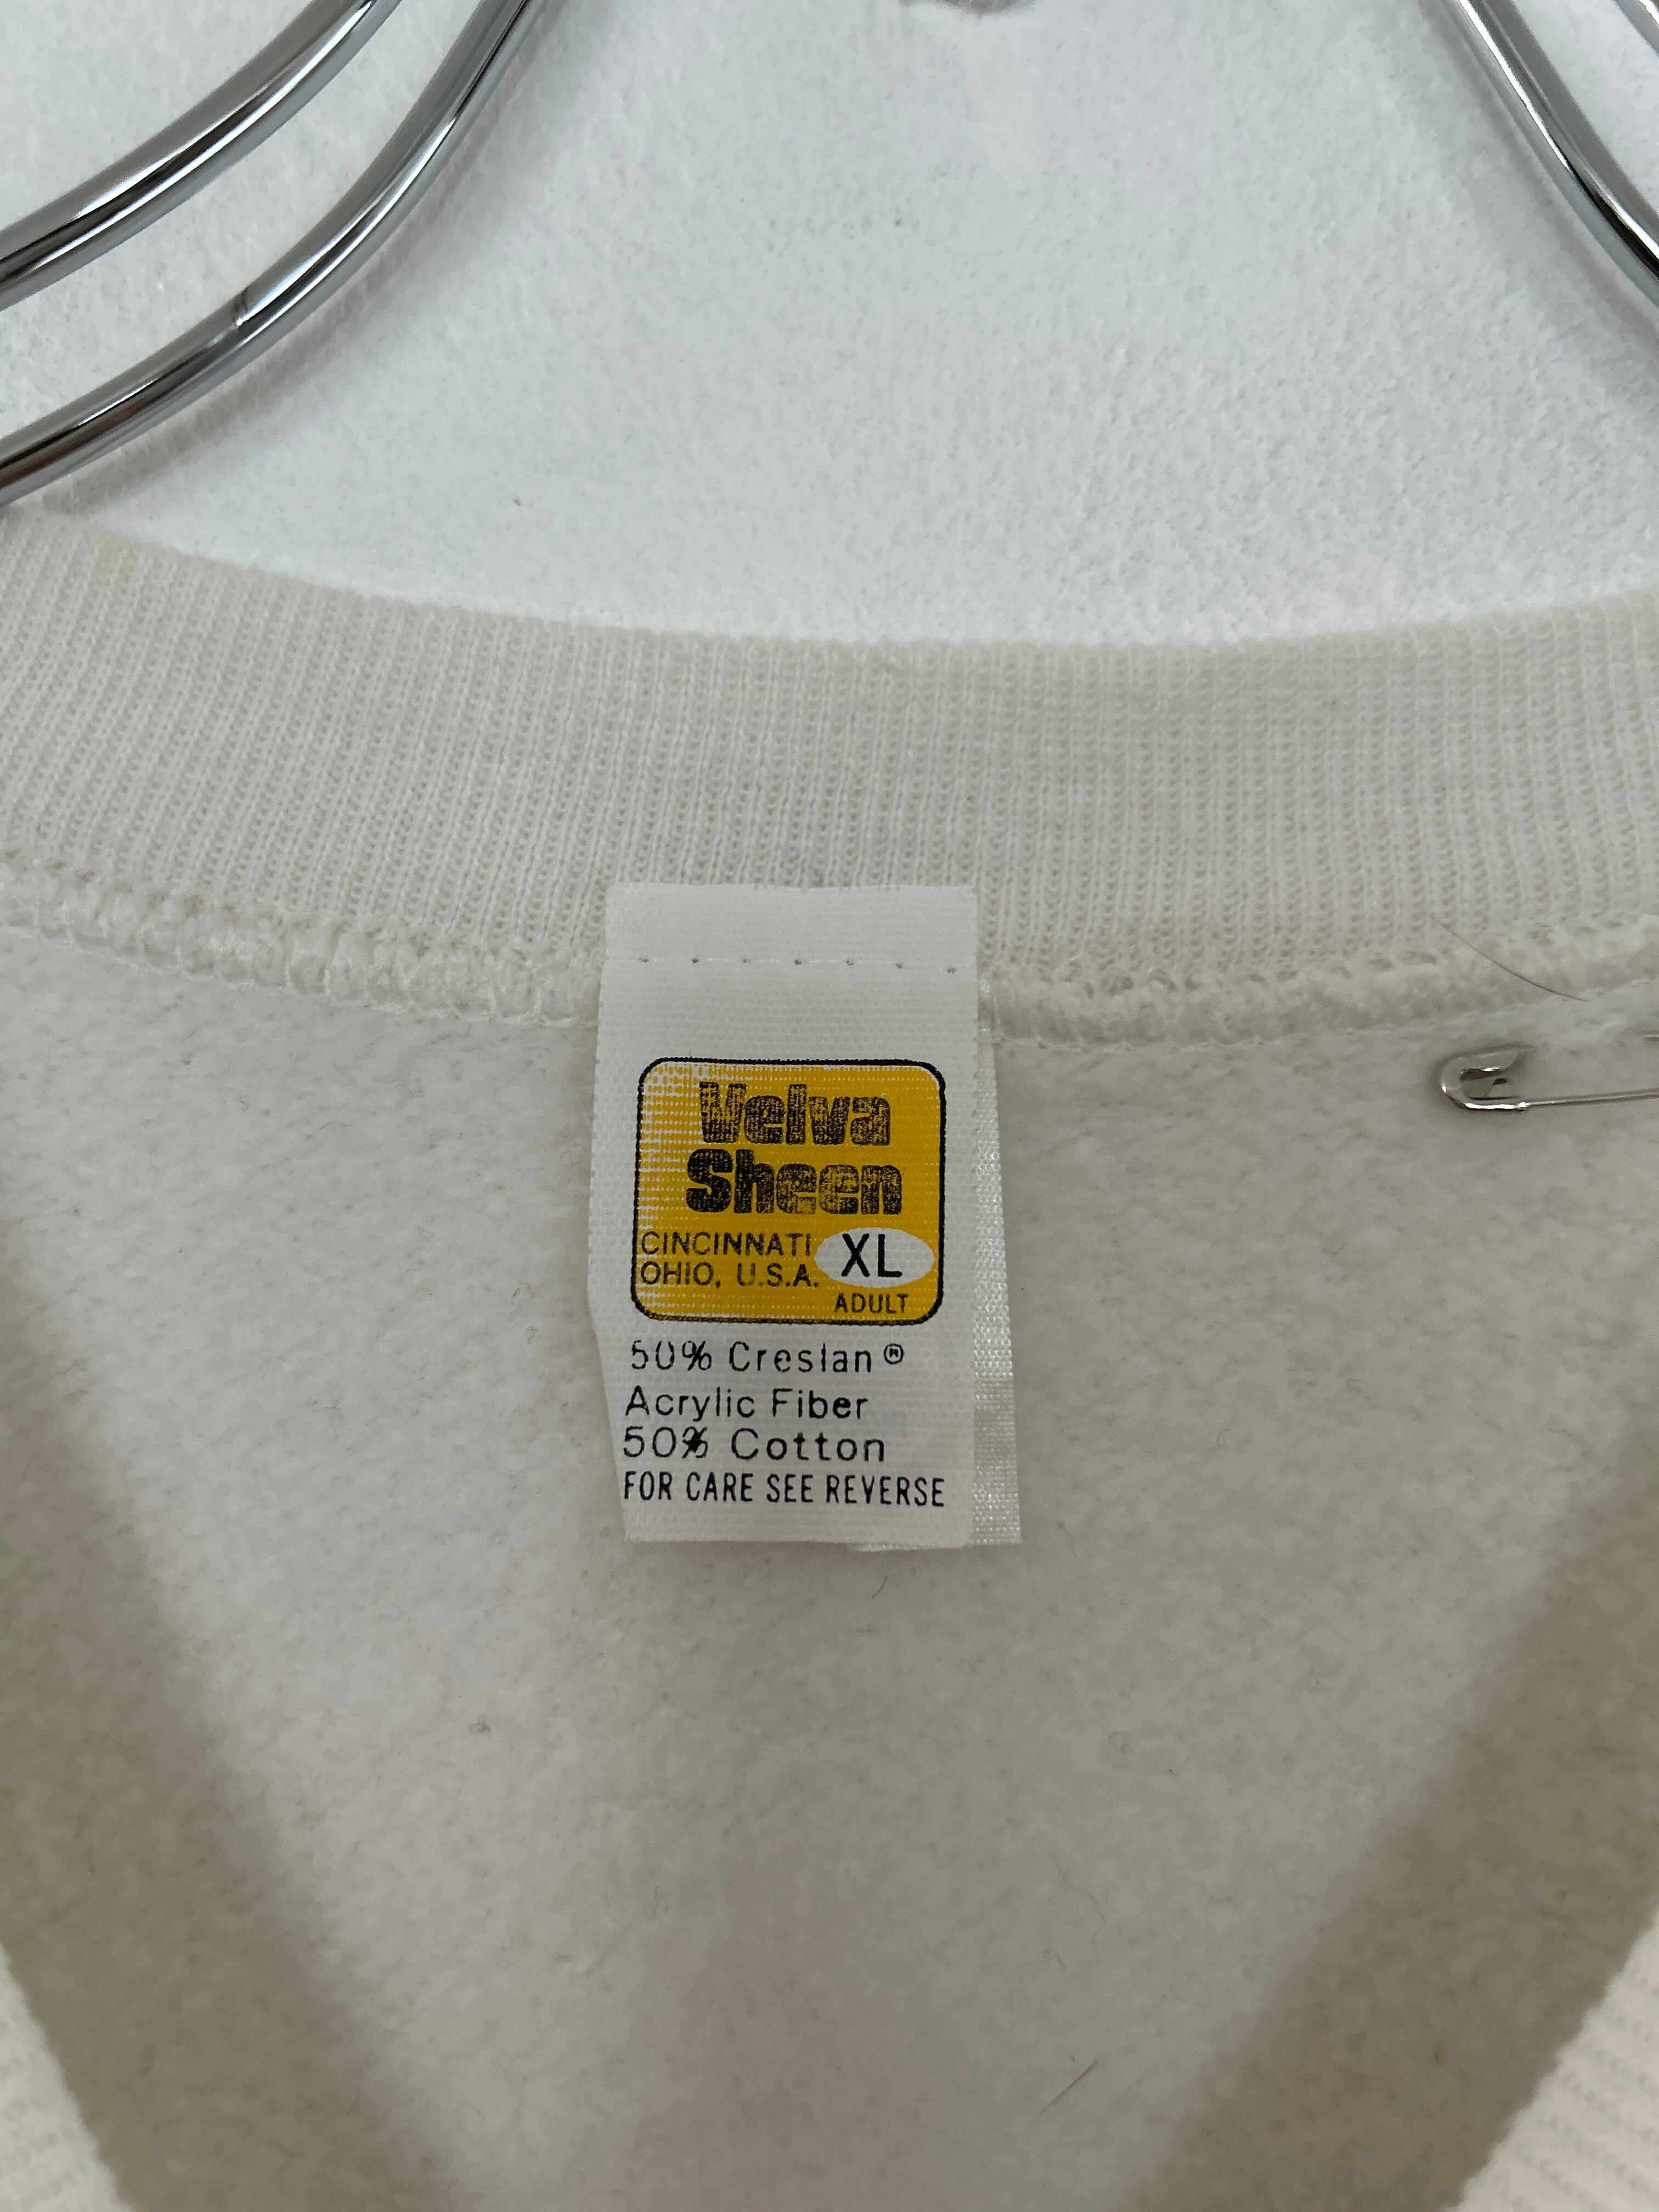 Velva
Sheen
CINCINNATI
OHIO, U.S.A.
XL
ADULT
50% Creslan®
Acrylic Fiber
50% Cotton
FOR CARE SEE REVERSE